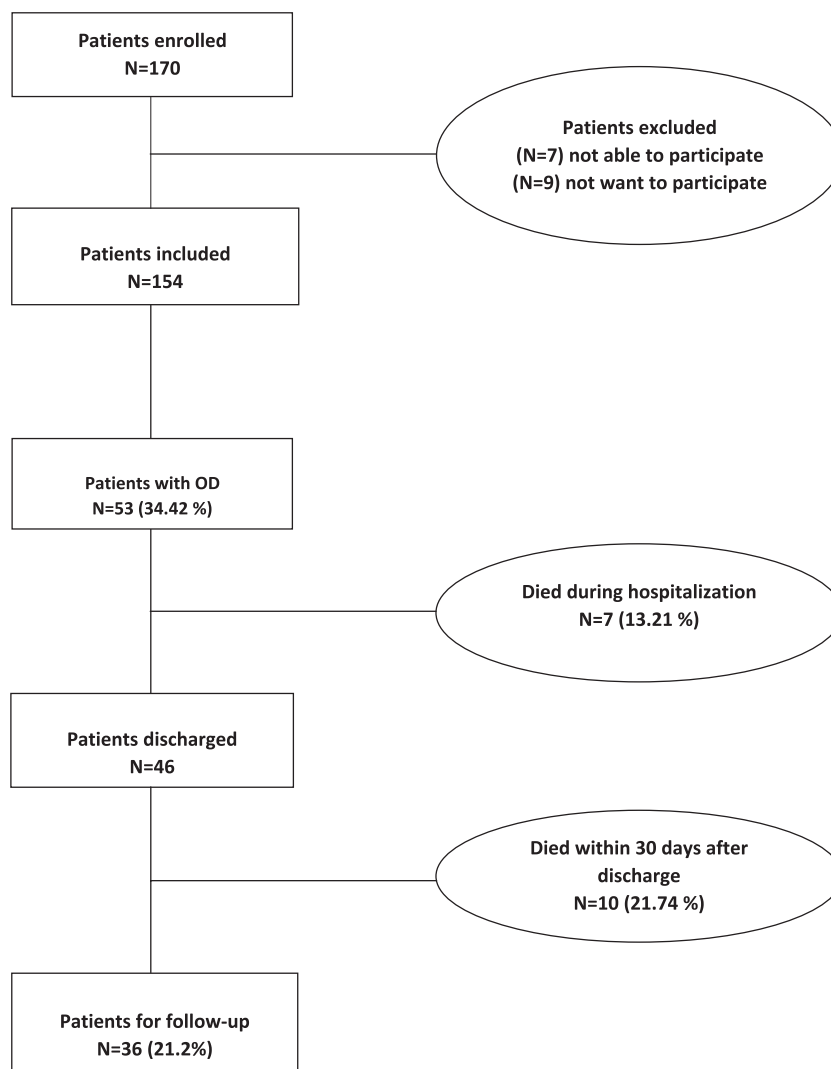 Patients enrolled
N=170
Patients excluded
(N=7) not able to participate
(N=9) not want to participate
Patients included
N=154
Patients with OD
N=53 (34.42 %)
Died during hospitalization
N=7 (13.21 %)
Patients discharged
N=46
Died within 30 days after
discharge
N=10 (21.74 %)
Patients for follow-up
N=36 (21.2%)